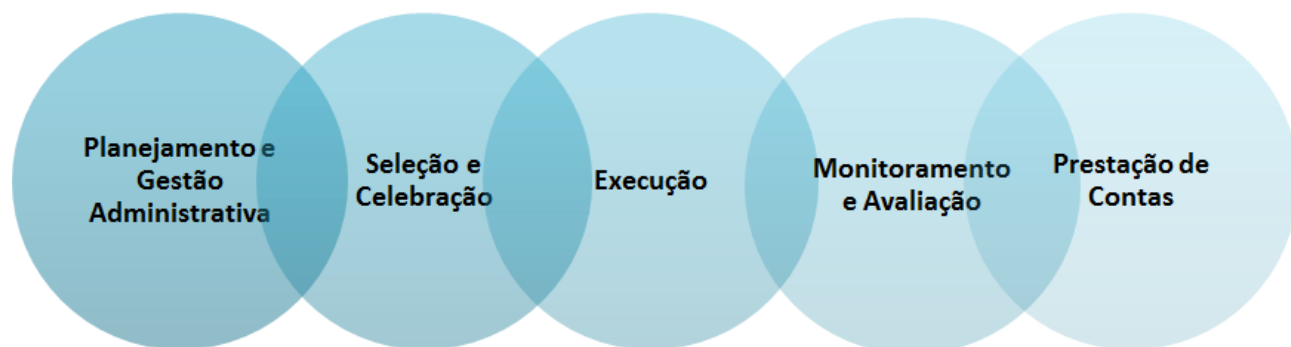 Planejamento e
Gestão
Administrativa
Seleção e
Celebração
Execução
Monitoramento
e Avaliação
Prestação de
Contas